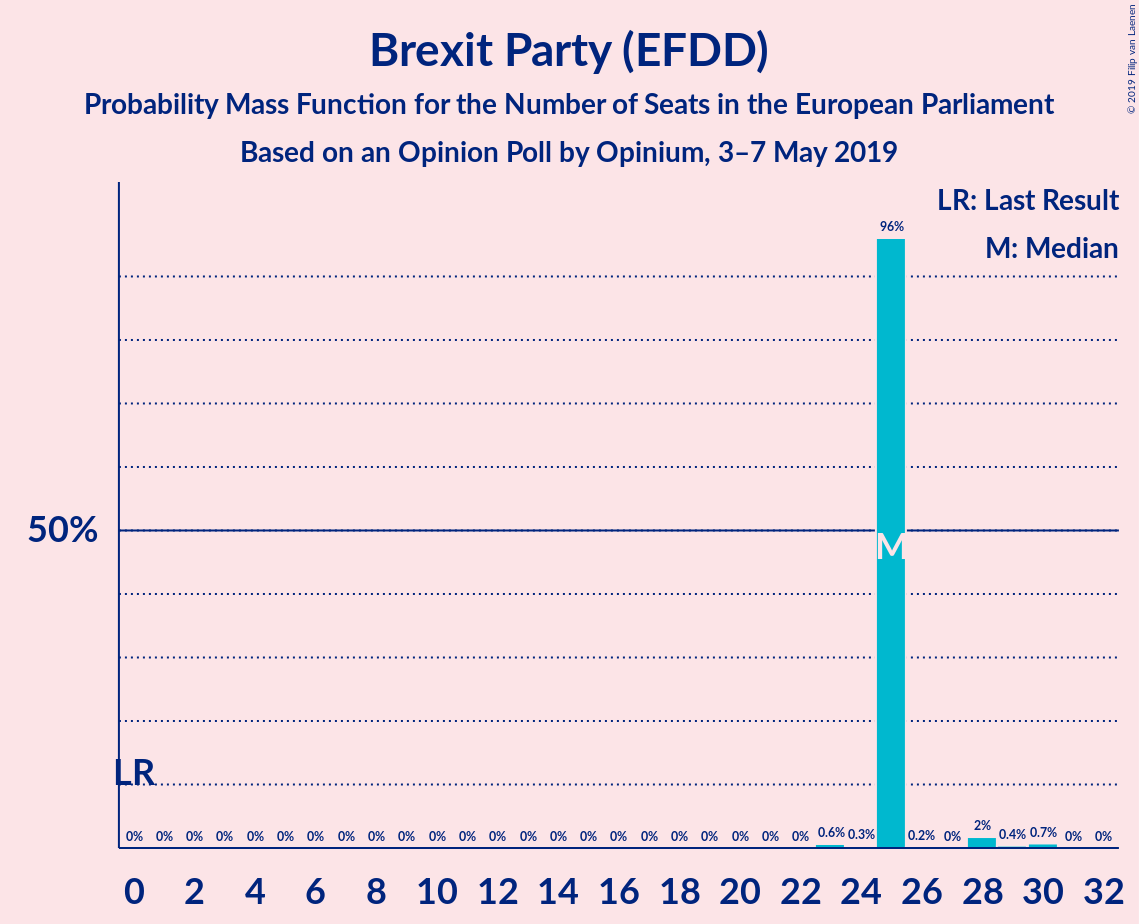 Brexit Party (EFDD)
Probability Mass Function for the Number of Seats in the European Parliament
Based on an Opinion Poll by Opinium, 3–7 May 2019
© 2019 Filip van Laenen
LR: Last Result
M: Median
96%
50%
M
LR
0% 0% 0% 0% 0% 0% 0% 0% 0% 0% 0% 0% 0% 0% 0% 0% 0% 0% 0% 0% 0% 0% 0% 0.6% 0.3% 0.2% 0% 2% 0.4% 0.7% 0% 0%
0 2 4 6 8 10 12 14 16 18 20 22 24 26 28 30 32